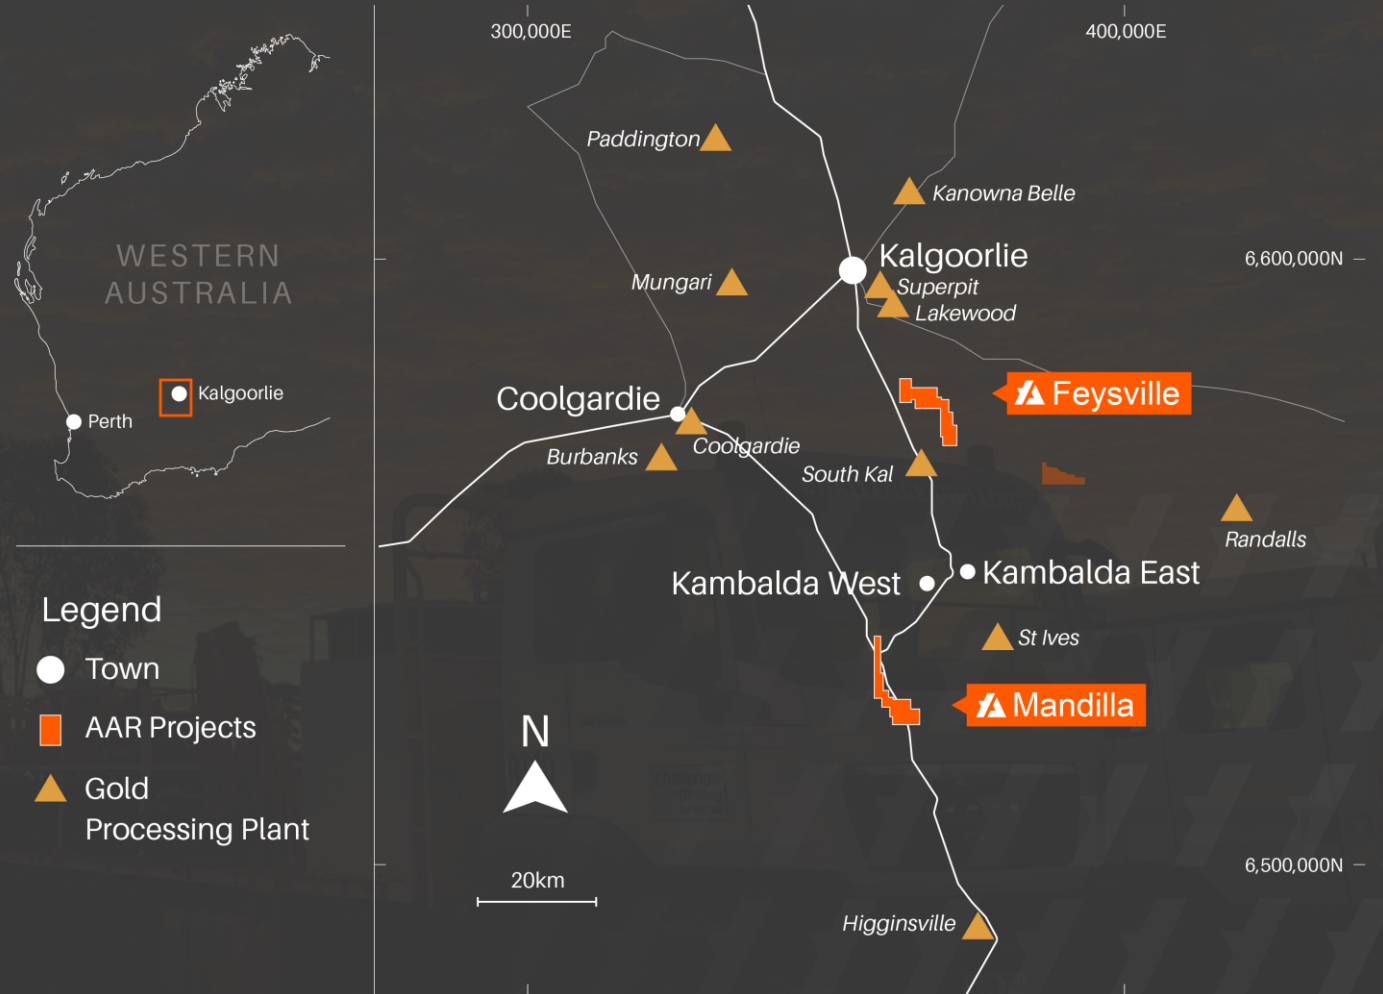 300,000E
400,000E
Paddington
Kanowna Belle
Kalgoorlie
6,600,000N
WESTERN
AUSTRALIA
Mungari
Superpit
Lakewood
Kalgoorlie
Perth
Feysville
Coolgardie
Coolgardie
Burbanks
South Kal
Randalls
Kambalda West
Kambalda East
St Ives
Mandilla
Legend
Town
AAR Projects
Gold
Processing Plant
N
20km
6,500,000N
Higginsville